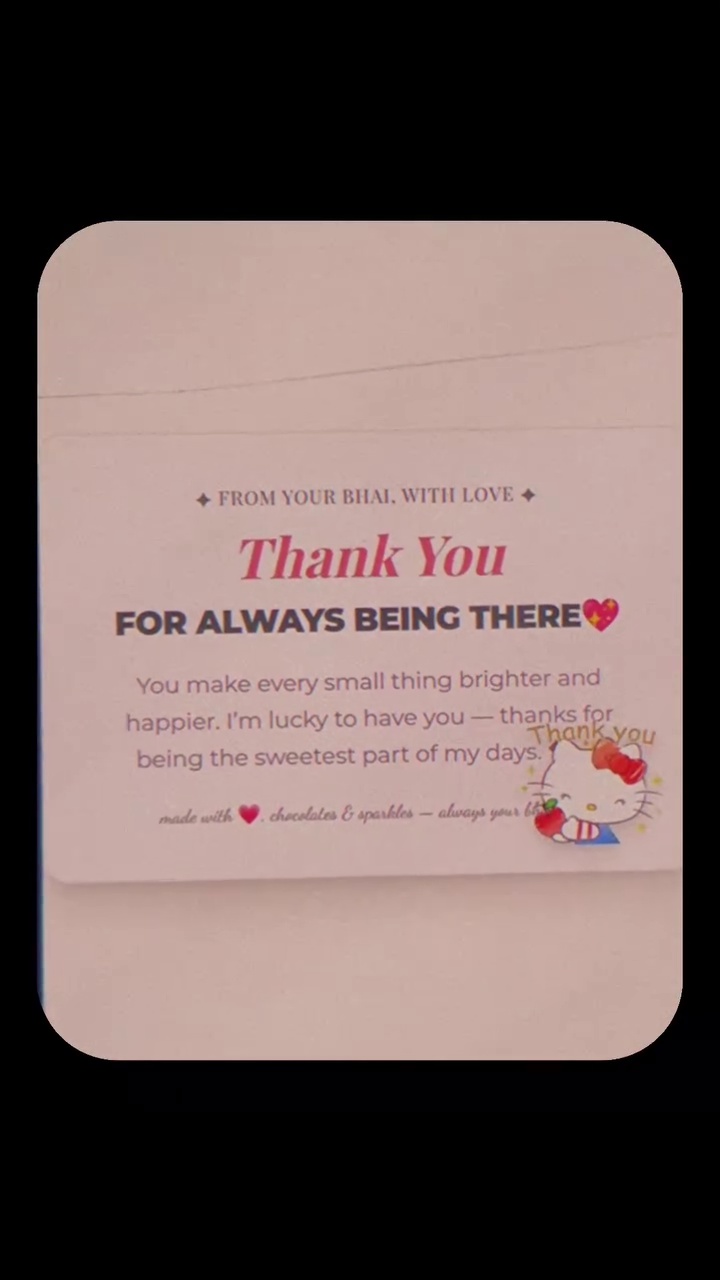 ✦ FROM YOUR BHAI, WITH LOVE ✦
Thank You
FOR ALWAYS BEING THERE💖
You make every small thing brighter and
happier. I'm lucky to have you — thanks for
being the sweetest part of my days.
made with ❤️, chocolates & sparkles — always your
Thank you